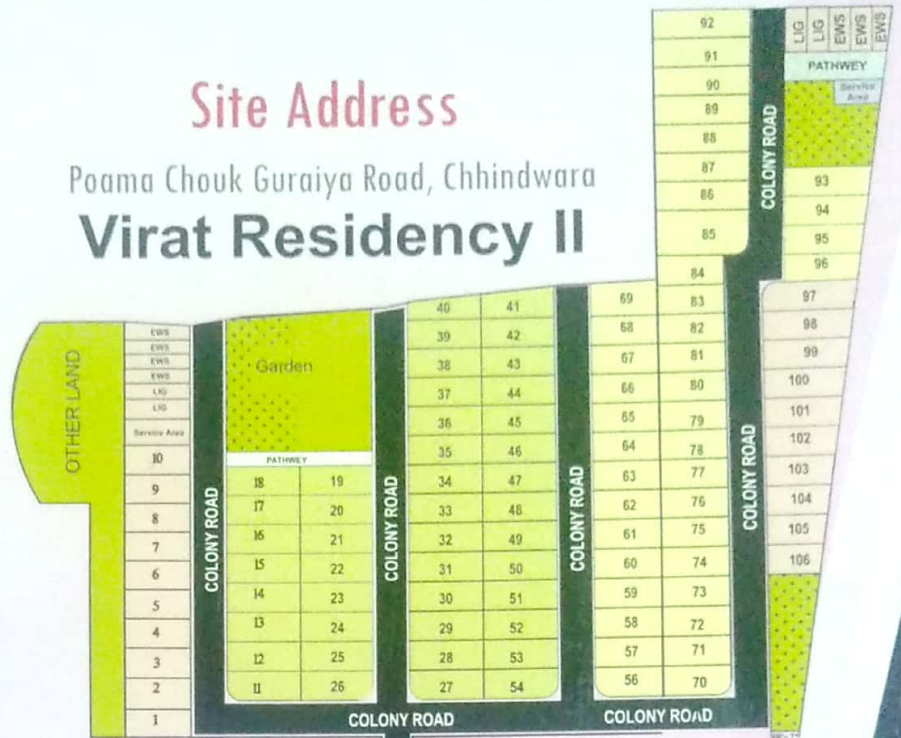 Site Address
Poama Chouk Guraiya Road, Chhindwara
Virat Residency II
OTHER LAND
EWS
EWS
EWS
EWS
LIG
LIG
Service Area
10
9
8
7
6
5
4
3
2
1
COLONY ROAD
Garden
PATHWEY
18 19
17 20
16 21
15 22
14 23
13 24
12 25
11 26
COLONY ROAD
40 41
39 42
38 43
37 44
36 45
35 46
34 47
33 48
32 49
31 50
30 51
29 52
28 53
27 54
COLONY ROAD
COLONY ROAD
92
91
90
89
88
87
86
85
84
69 83
68 82
67 81
66 80
65 79
64 78
63 77
62 76
61 75
60 74
59 73
58 72
57 71
56 70
COLONY ROAD
COLONY ROAD
COLONY ROAD
LIG LIG EWS EWS EWS
PATHWEY
Service
Area
93
94
95
96
97
98
99
100
101
102
103
104
105
106